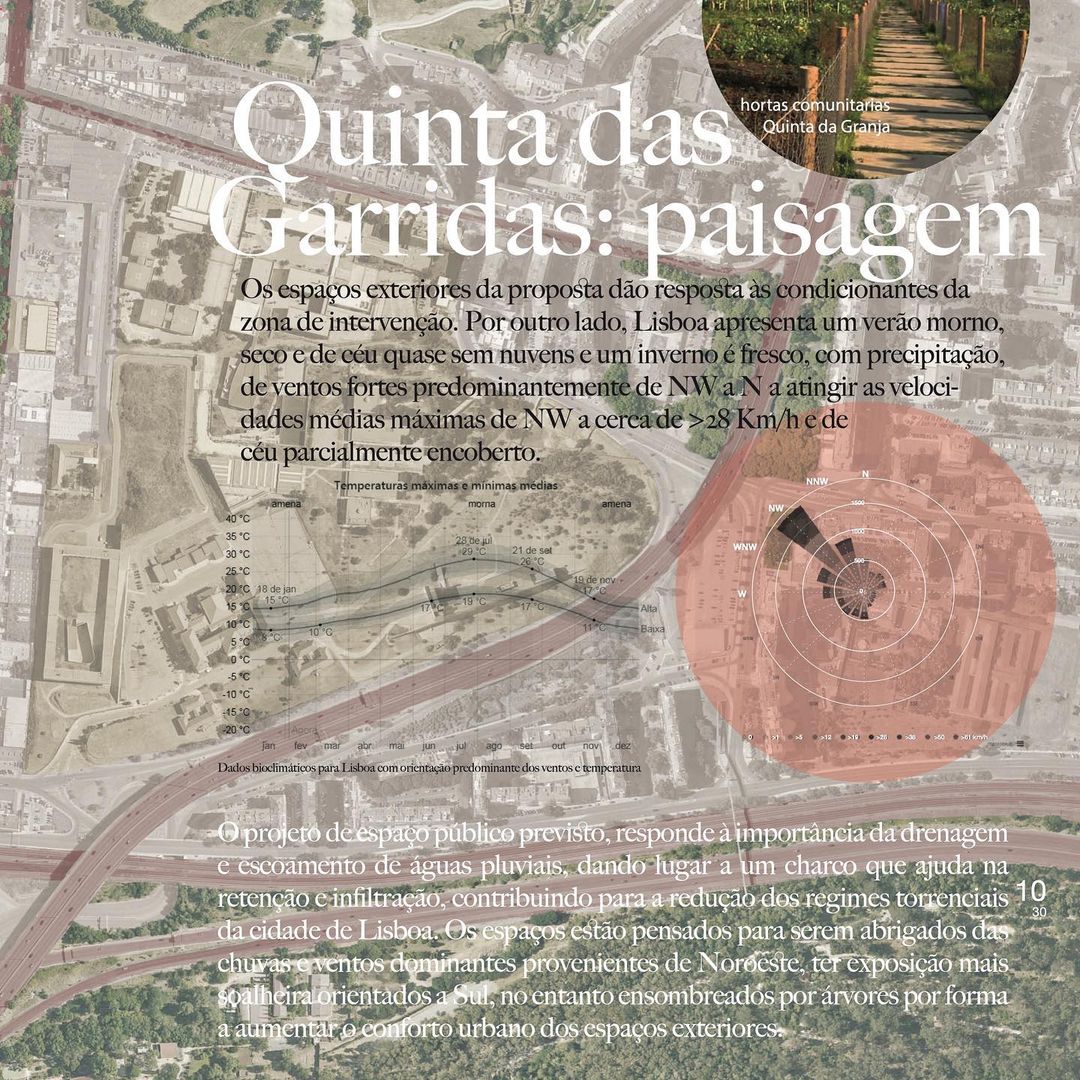 hortas comunitarias
Quinta da Granja
Quinta das
Garridas: paisagem
Os espaços exteriores da proposta dão resposta às condicionantes da
zona de intervenção. Por outro lado, Lisboa apresenta um verão morno,
seco e de céu quase sem nuvens e um inverno é fresco, com precipitação,
de ventos fortes predominantemente de NW a N a atingir as veloci-
dades médias máximas de NW a cerca de >28 Km/h e de
céu parcialmente encoberto.
Temperaturas máximas e mínimas médias
amena morna amena
40 °C
35 °C
30 °C
25 °C
20 °C
15 °C
10 °C
5 °C
0 °C
-5 °C
-10 °C
-15 °C
-20 °C
18 de jan
15 °C
28 de jul
29 °C
21 de set
26 °C
19 de nov
17 °C
8 °C
10 °C
17 °C
19 °C
17 °C
11 °C
Alta
Baixa
Agora
jan fev mar abr mai jun jul ago set out nov dez
Dados bioclimáticos para Lisboa com orientação predominante dos ventos e temperatura
N
NNW
NW
WNW
W
1500
1000
500
0
0 >1 >5 >12 >19 >28 >38 >50 >61 km/h
O projeto de espaço público previsto, responde à importância da drenagem
e escoamento de águas pluviais, dando lugar a um charco que ajuda na
retenção e infiltração, contribuindo para a redução dos regimes torrenciais
da cidade de Lisboa. Os espaços estão pensados para serem abrigados das
chuvas e ventos dominantes provenientes de Noroeste, ter exposição mais
soalheira orientados a Sul, no entanto ensombreados por árvores por forma
a aumentar o conforto urbano dos espaços exteriores.
10
30